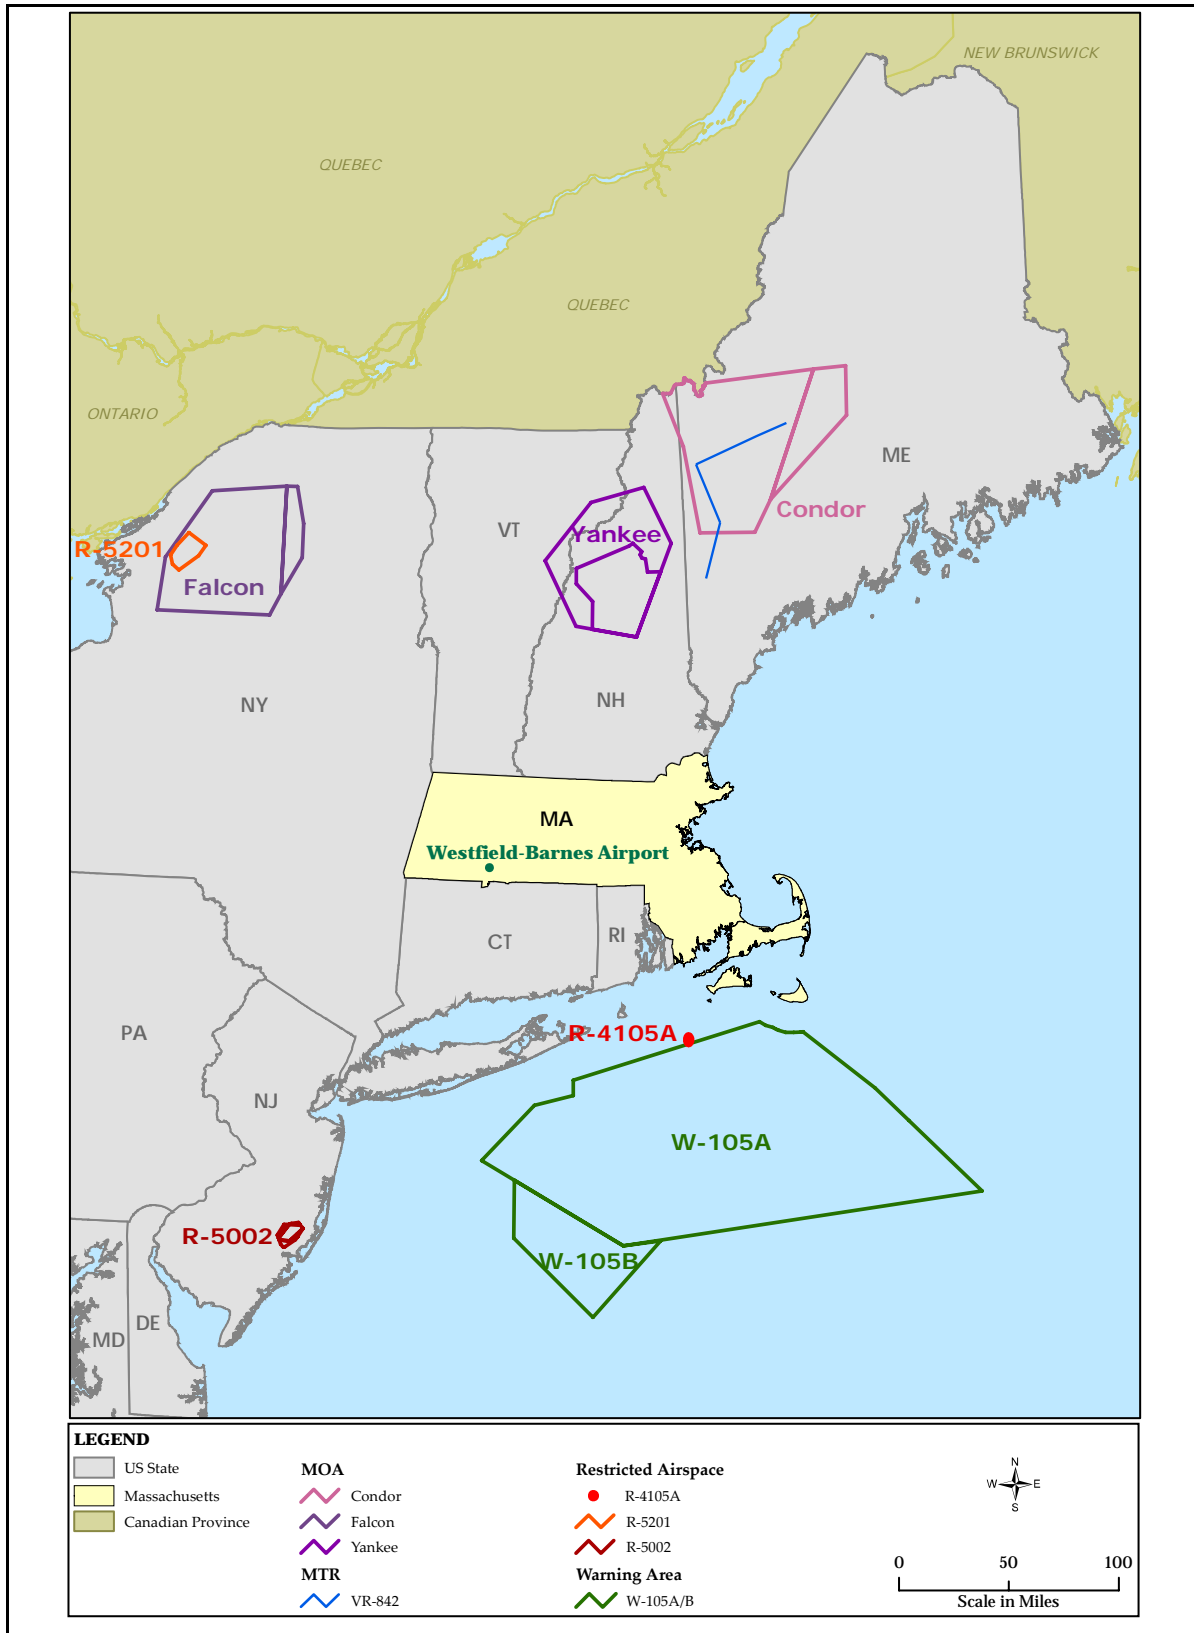 NEW BRUNSWICK
QUEBEC
QUEBEC
ONTARIO
ME
Condor
R-5201
VT
Yankee
Falcon
NH
NY
MA
Westfield-Barnes Airport
CT
RI
PA
R-4105A
NJ
W-105A
R-5002
W-105B
DE
MD
LEGEND
US State
Massachusetts
Canadian Province
MOA
Condor
Falcon
Yankee
MTR
VR-842
Restricted Airspace
R-4105A
R-5201
R-5002
Warning Area
W-105A/B
N
W E
S
0 50 100
Scale in Miles